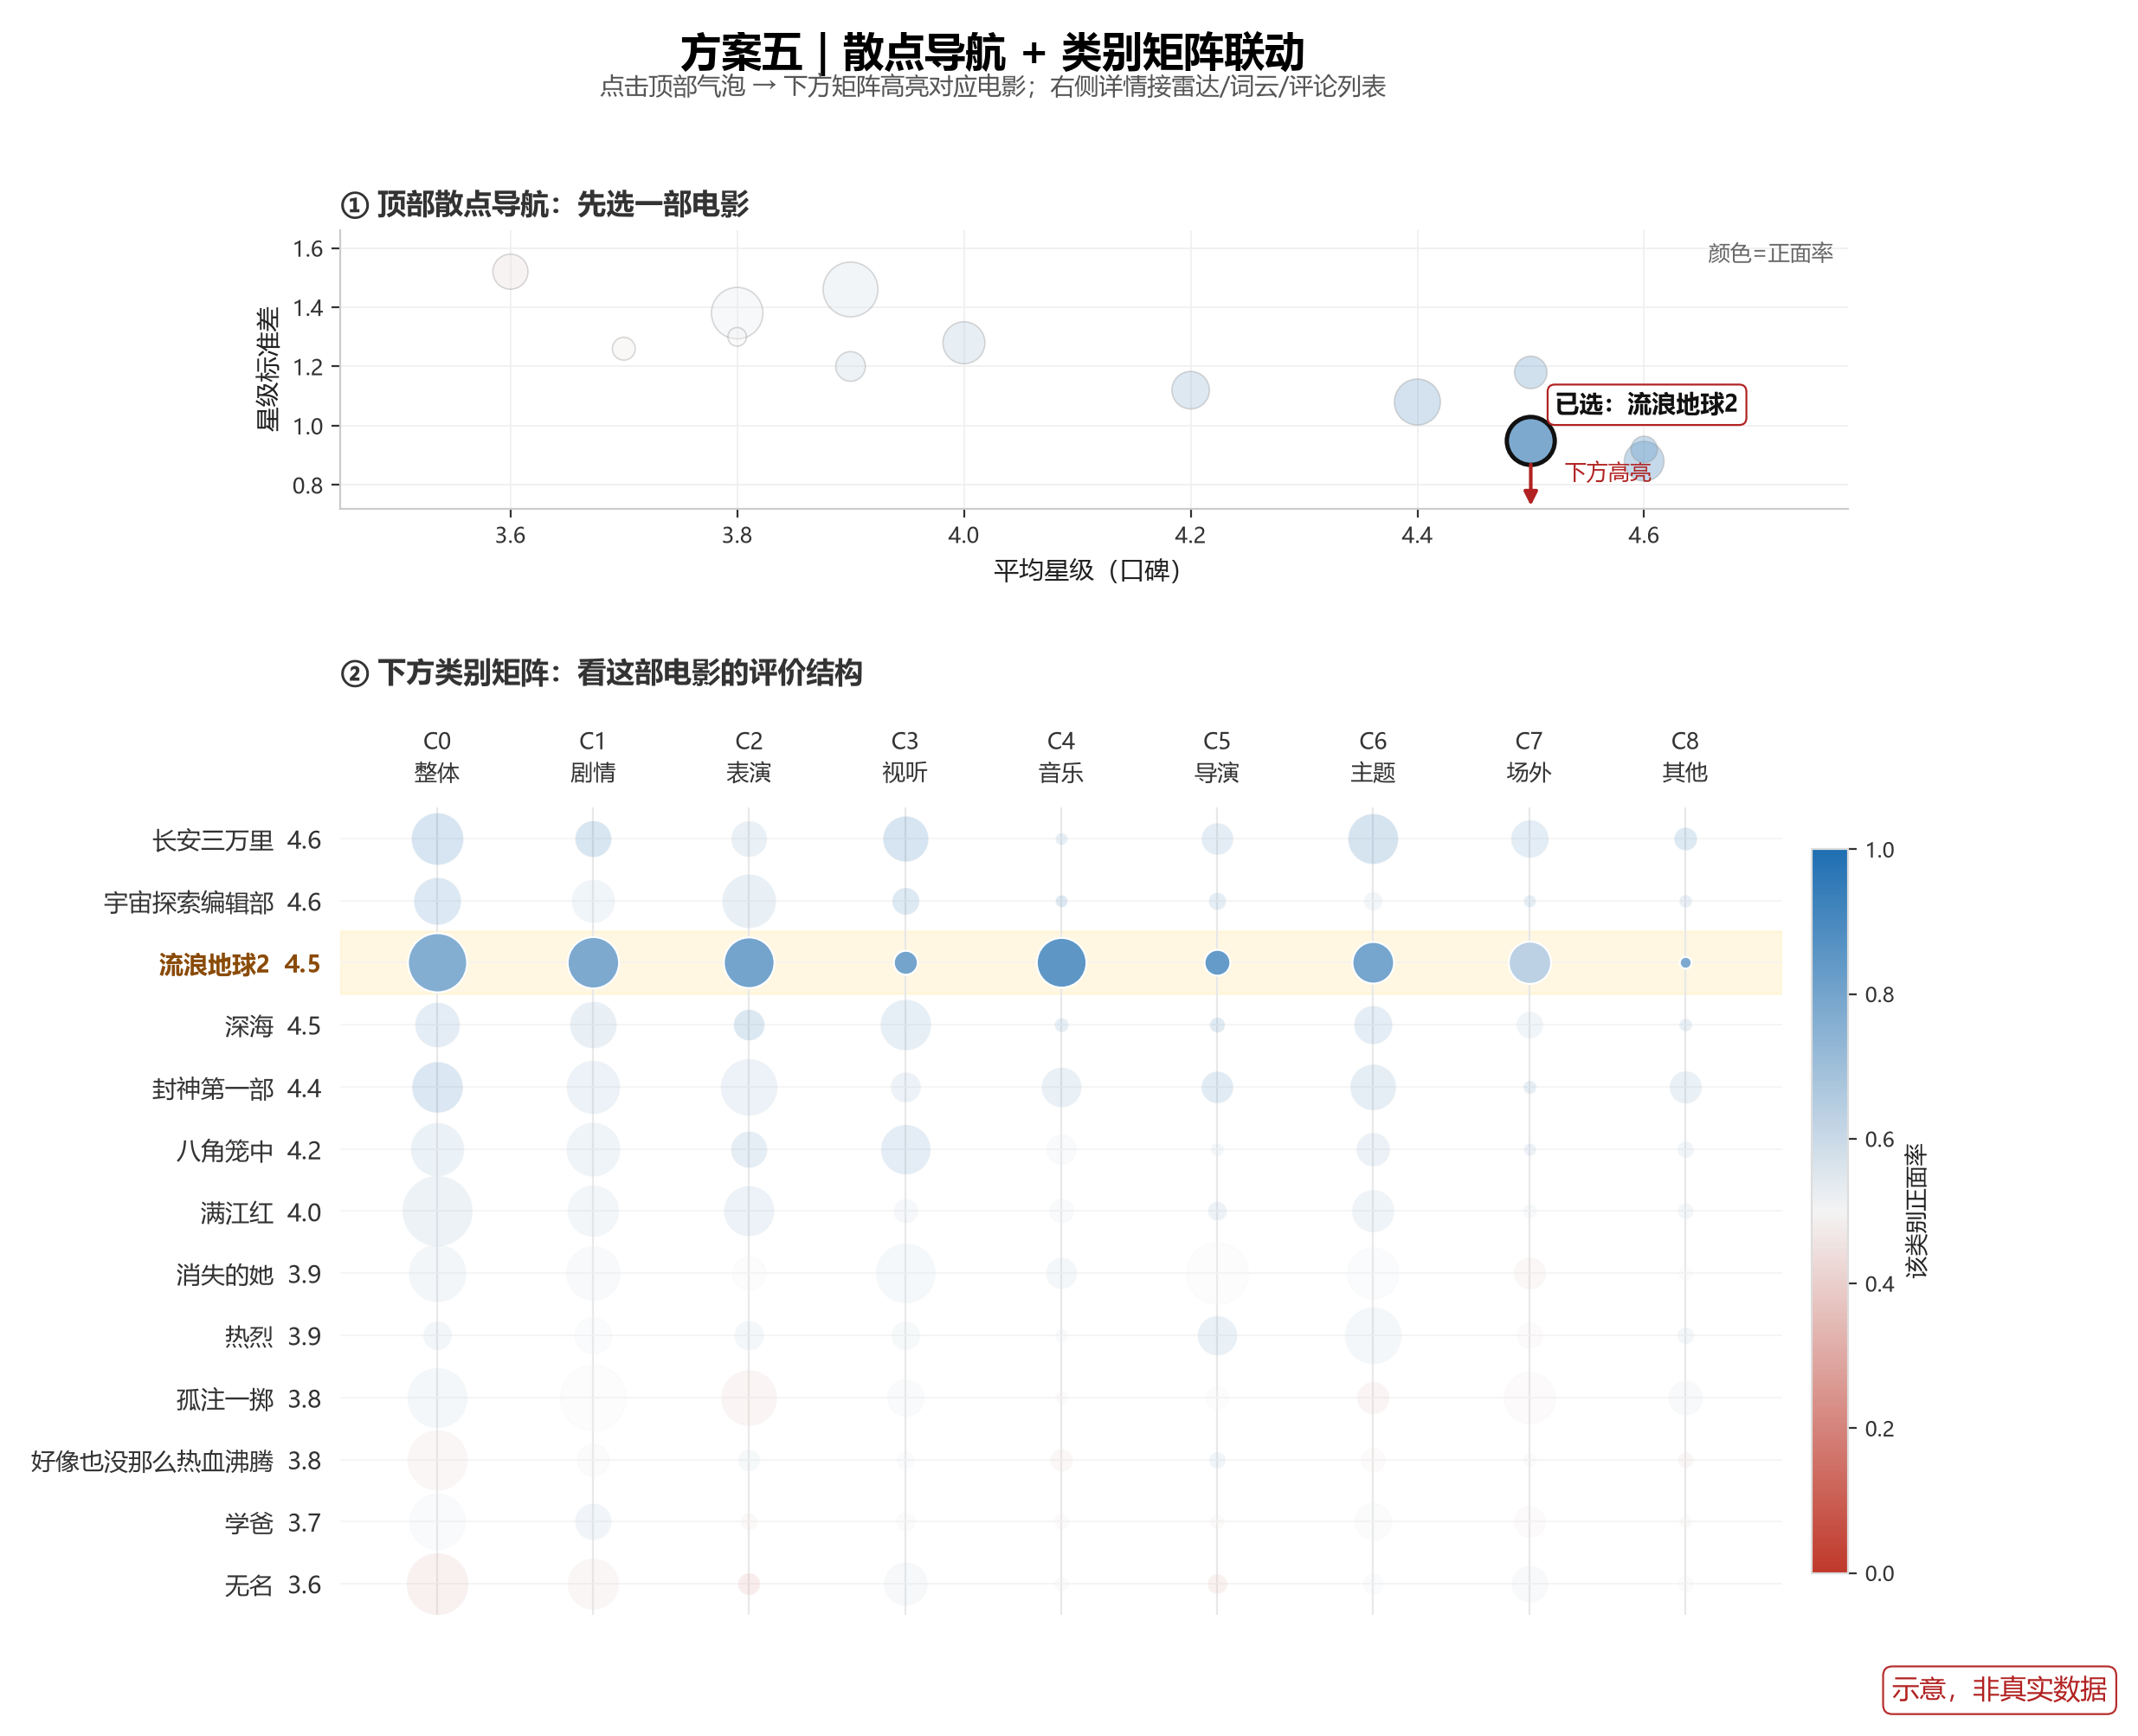 方案五 | 散点导航 + 类别矩阵联动
点击顶部气泡 → 下方矩阵高亮对应电影；右侧详情接雷达/词云/评论列表
① 顶部散点导航：先选一部电影
颜色=正面率
星级标准差
1.6
1.4
1.2
1.0
0.8
已选：流浪地球2
下方高亮
3.6 3.8 4.0 4.2 4.4 4.6
平均星级（口碑）
② 下方类别矩阵：看这部电影的评价结构
C0 C1 C2 C3 C4 C5 C6 C7 C8
整体 剧情 表演 视听 音乐 导演 主题 场外 其他
长安三万里 4.6
宇宙探索编辑部 4.6
流浪地球2 4.5
深海 4.5
封神第一部 4.4
八角笼中 4.2
满江红 4.0
消失的她 3.9
热烈 3.9
孤注一掷 3.8
好像也没那么热血沸腾 3.8
学爸 3.7
无名 3.6
1.0
0.8
0.6
0.4
0.2
0.0
该类别正面率
示意，非真实数据